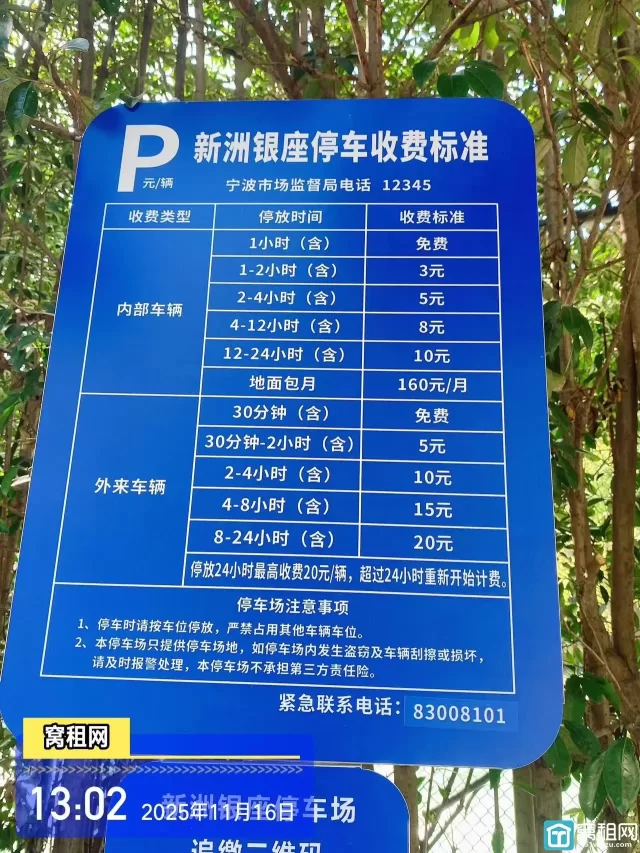 P
元/辆
新洲银座停车收费标准
宁波市场监督局电话 12345
收费类型 停放时间 收费标准
内部车辆
1小时（含） 免费
1-2小时（含） 3元
2-4小时（含） 5元
4-12小时（含） 8元
12-24小时（含） 10元
地面包月 160元/月
外来车辆
30分钟（含） 免费
30分钟-2小时（含） 5元
2-4小时（含） 10元
4-8小时（含） 15元
8-24小时（含） 20元
停放24小时最高收费20元/辆，超过24小时重新开始计费。
停车场注意事项
1、停车时请按车位停放，严禁占用其他车辆车位。
2、本停车场只提供停车场地，如停车场内发生盗窃及车辆刮擦或损坏，
请及时报警处理，本停车场不承担第三方责任险。
紧急联系电话：83008101
窝租网
13:02 2025年11月16日
新洲银座停车场
追缴二维码
窝租网